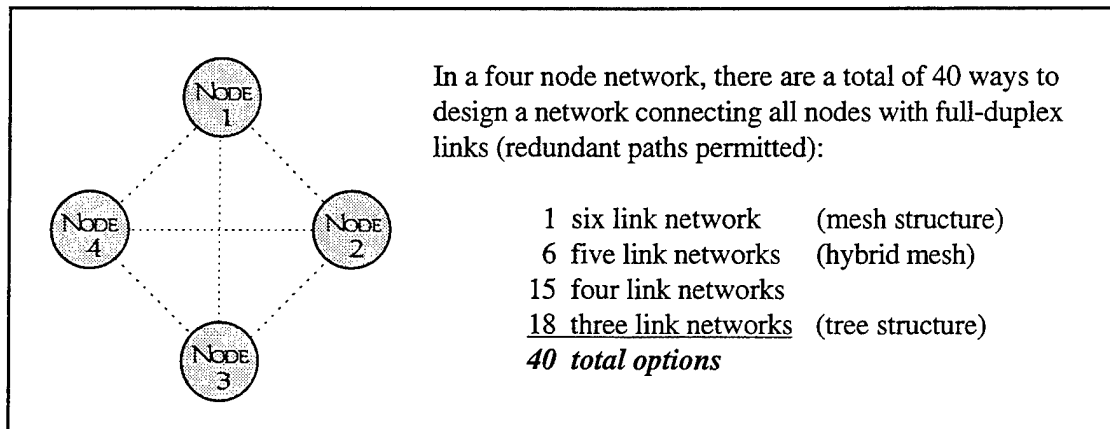 NODE
1
NODE
4
NODE
2
NODE
3
In a four node network, there are a total of 40 ways to
design a network connecting all nodes with full-duplex
links (redundant paths permitted):
1 six link network (mesh structure)
6 five link networks (hybrid mesh)
15 four link networks
18 three link networks (tree structure)
40 total options